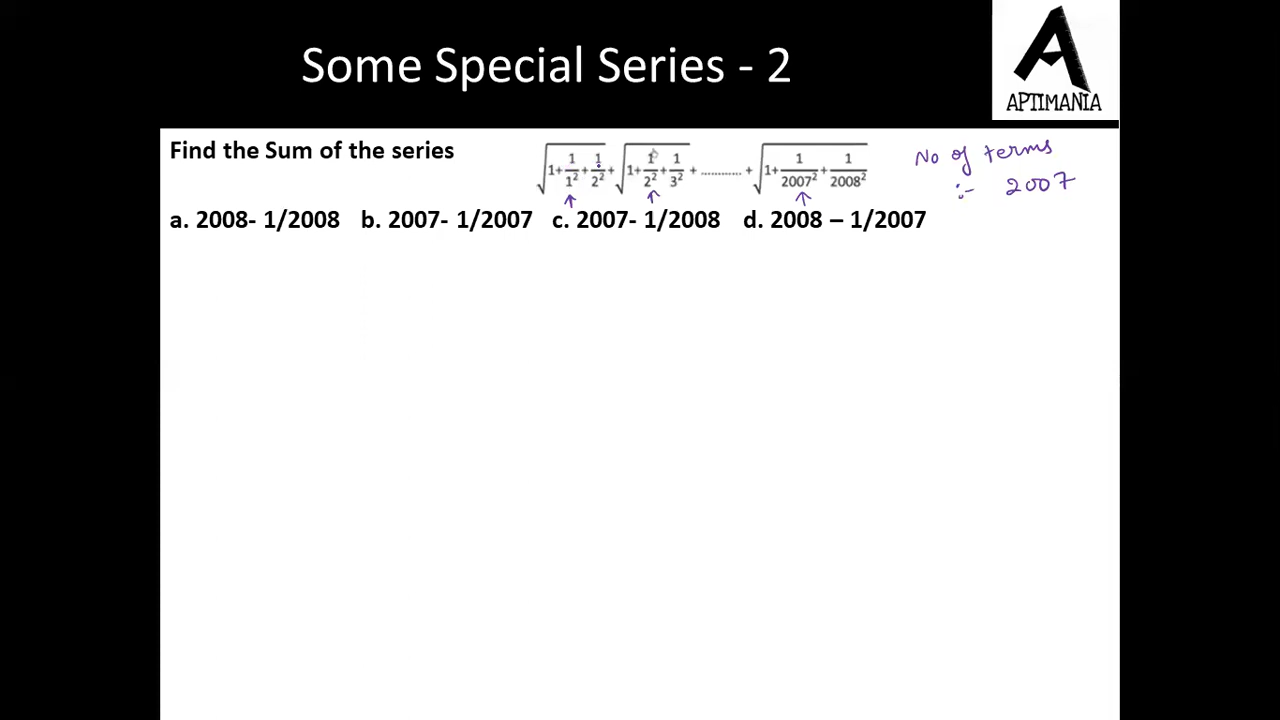 Some Special Series - 2
APTIMANIA
Find the Sum of the series √(1+1/1²+1/2²) + √(1+1/2²+1/3²) + ............ + √(1+1/2007²+1/2008²)
No of terms
:- 2007
a. 2008- 1/2008 b. 2007- 1/2007 c. 2007- 1/2008 d. 2008 – 1/2007